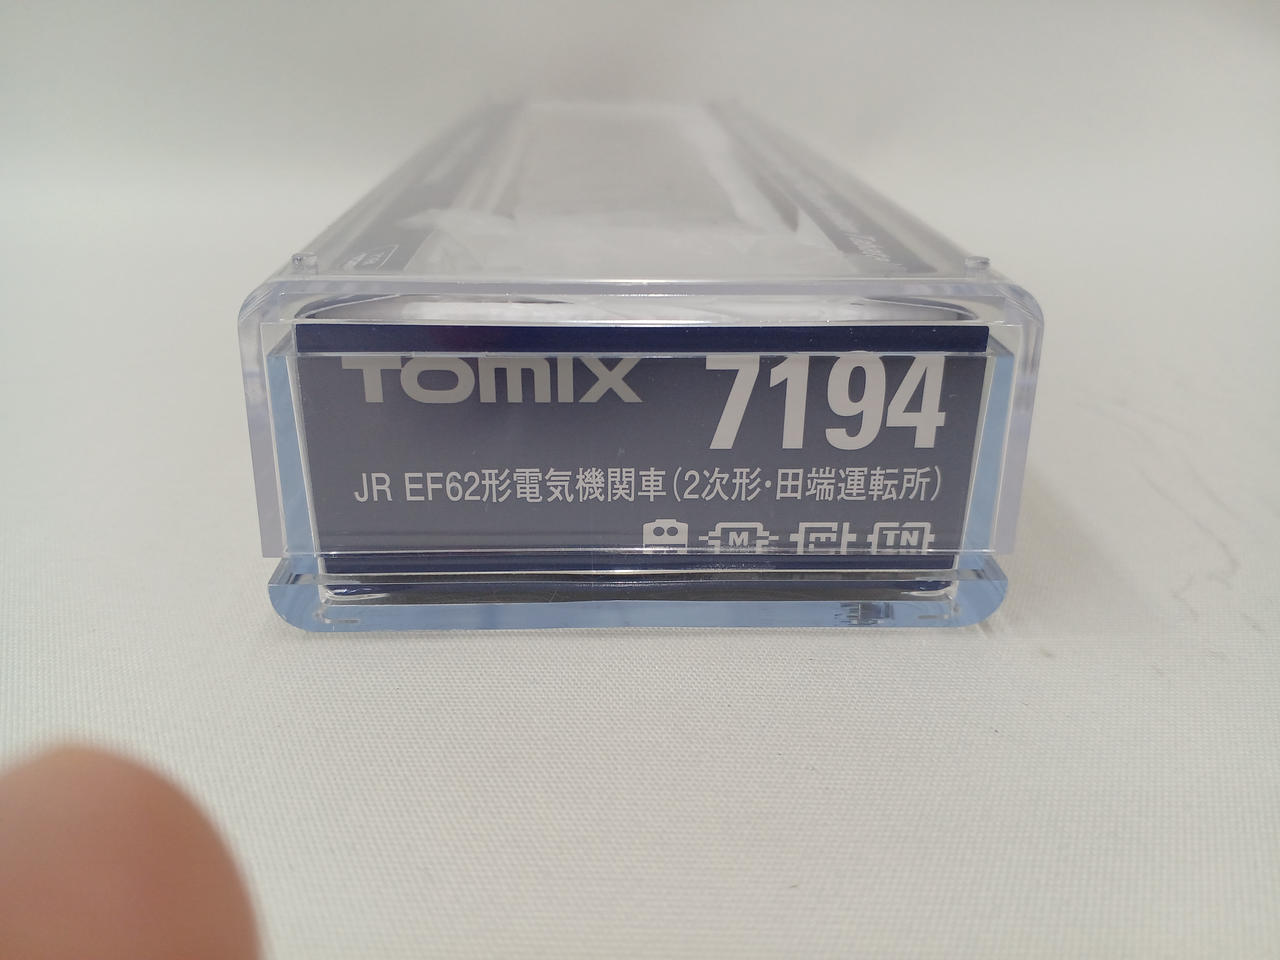 TOMIX 7194
JR EF62形電気機関車(2次形・田端運転所)
M TN